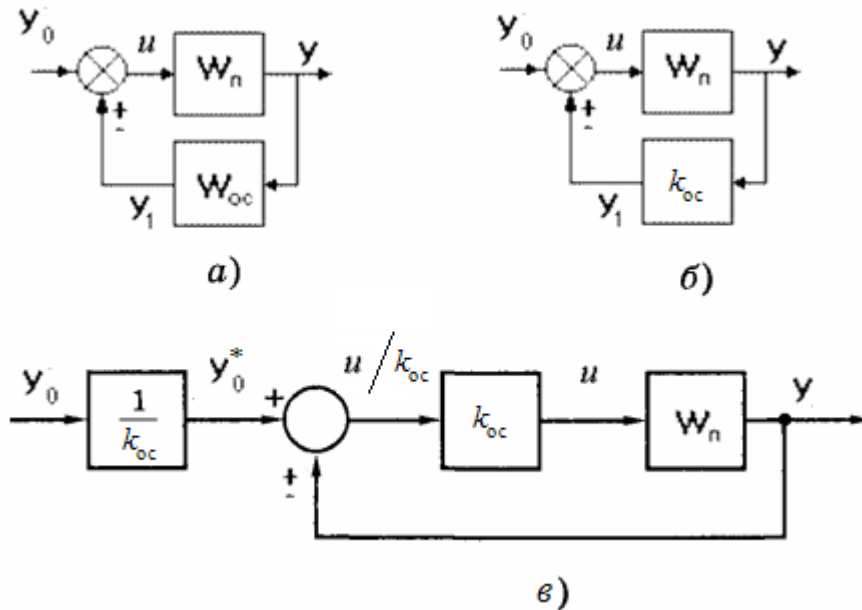 y₀ u Wп y
±
y₁ Wос
а)
y₀ u Wп y
±
y₁ kос
б)
y₀ 1/kос y₀* + u/kос kос u Wп y
±
в)